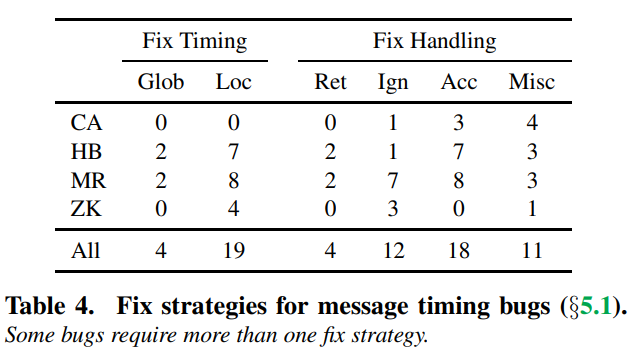 Fix Timing Fix Handling
Glob Loc Ret Ign Acc Misc
CA 0 0 0 1 3 4
HB 2 7 2 1 7 3
MR 2 8 2 7 8 3
ZK 0 4 0 3 0 1
All 4 19 4 12 18 11
Table 4. Fix strategies for message timing bugs (§5.1).
Some bugs require more than one fix strategy.